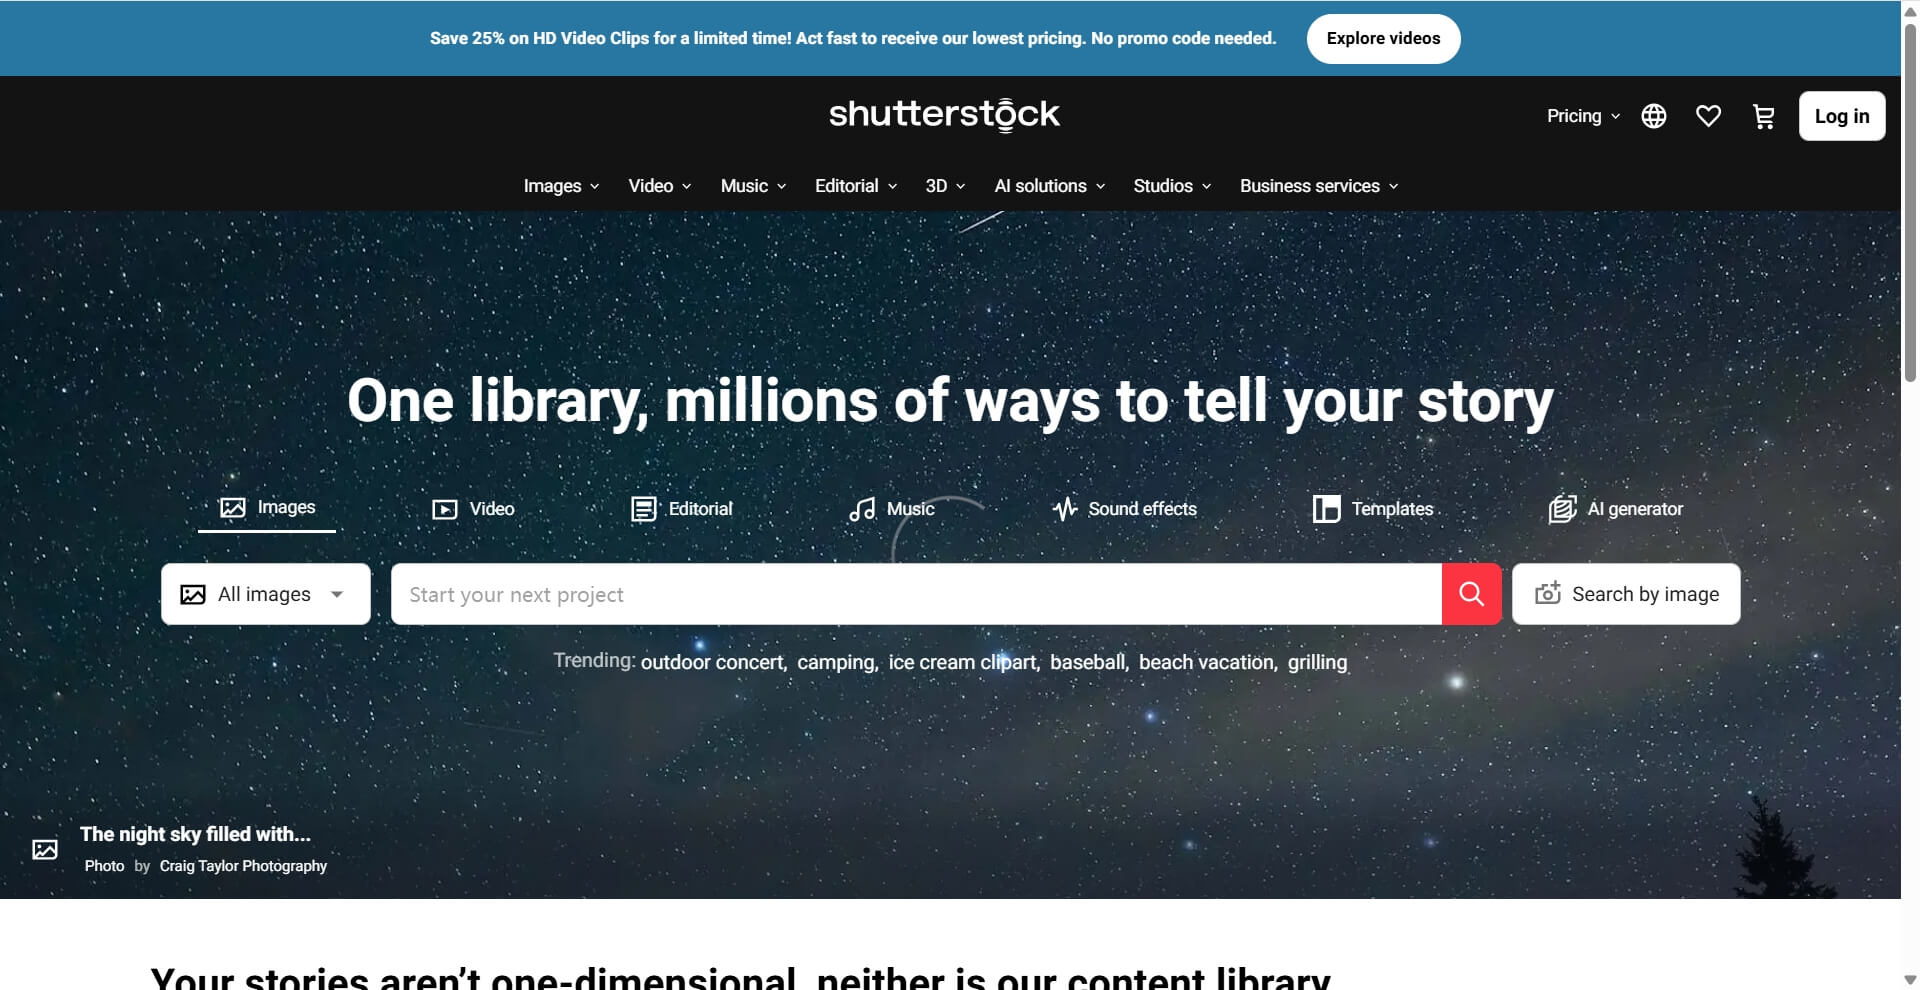 Save 25% on HD Video Clips for a limited time! Act fast to receive our lowest pricing. No promo code needed.
Explore videos
shutterstock
Pricing
Log in
Images
Video
Music
Editorial
3D
AI solutions
Studios
Business services
One library, millions of ways to tell your story
Images
Video
Editorial
Music
Sound effects
Templates
AI generator
All images
Start your next project
Search by image
Trending: outdoor concert, camping, ice cream clipart, baseball, beach vacation, grilling
The night sky filled with...
Photo by Craig Taylor Photography
Your stories aren’t one-dimensional, neither is our content library